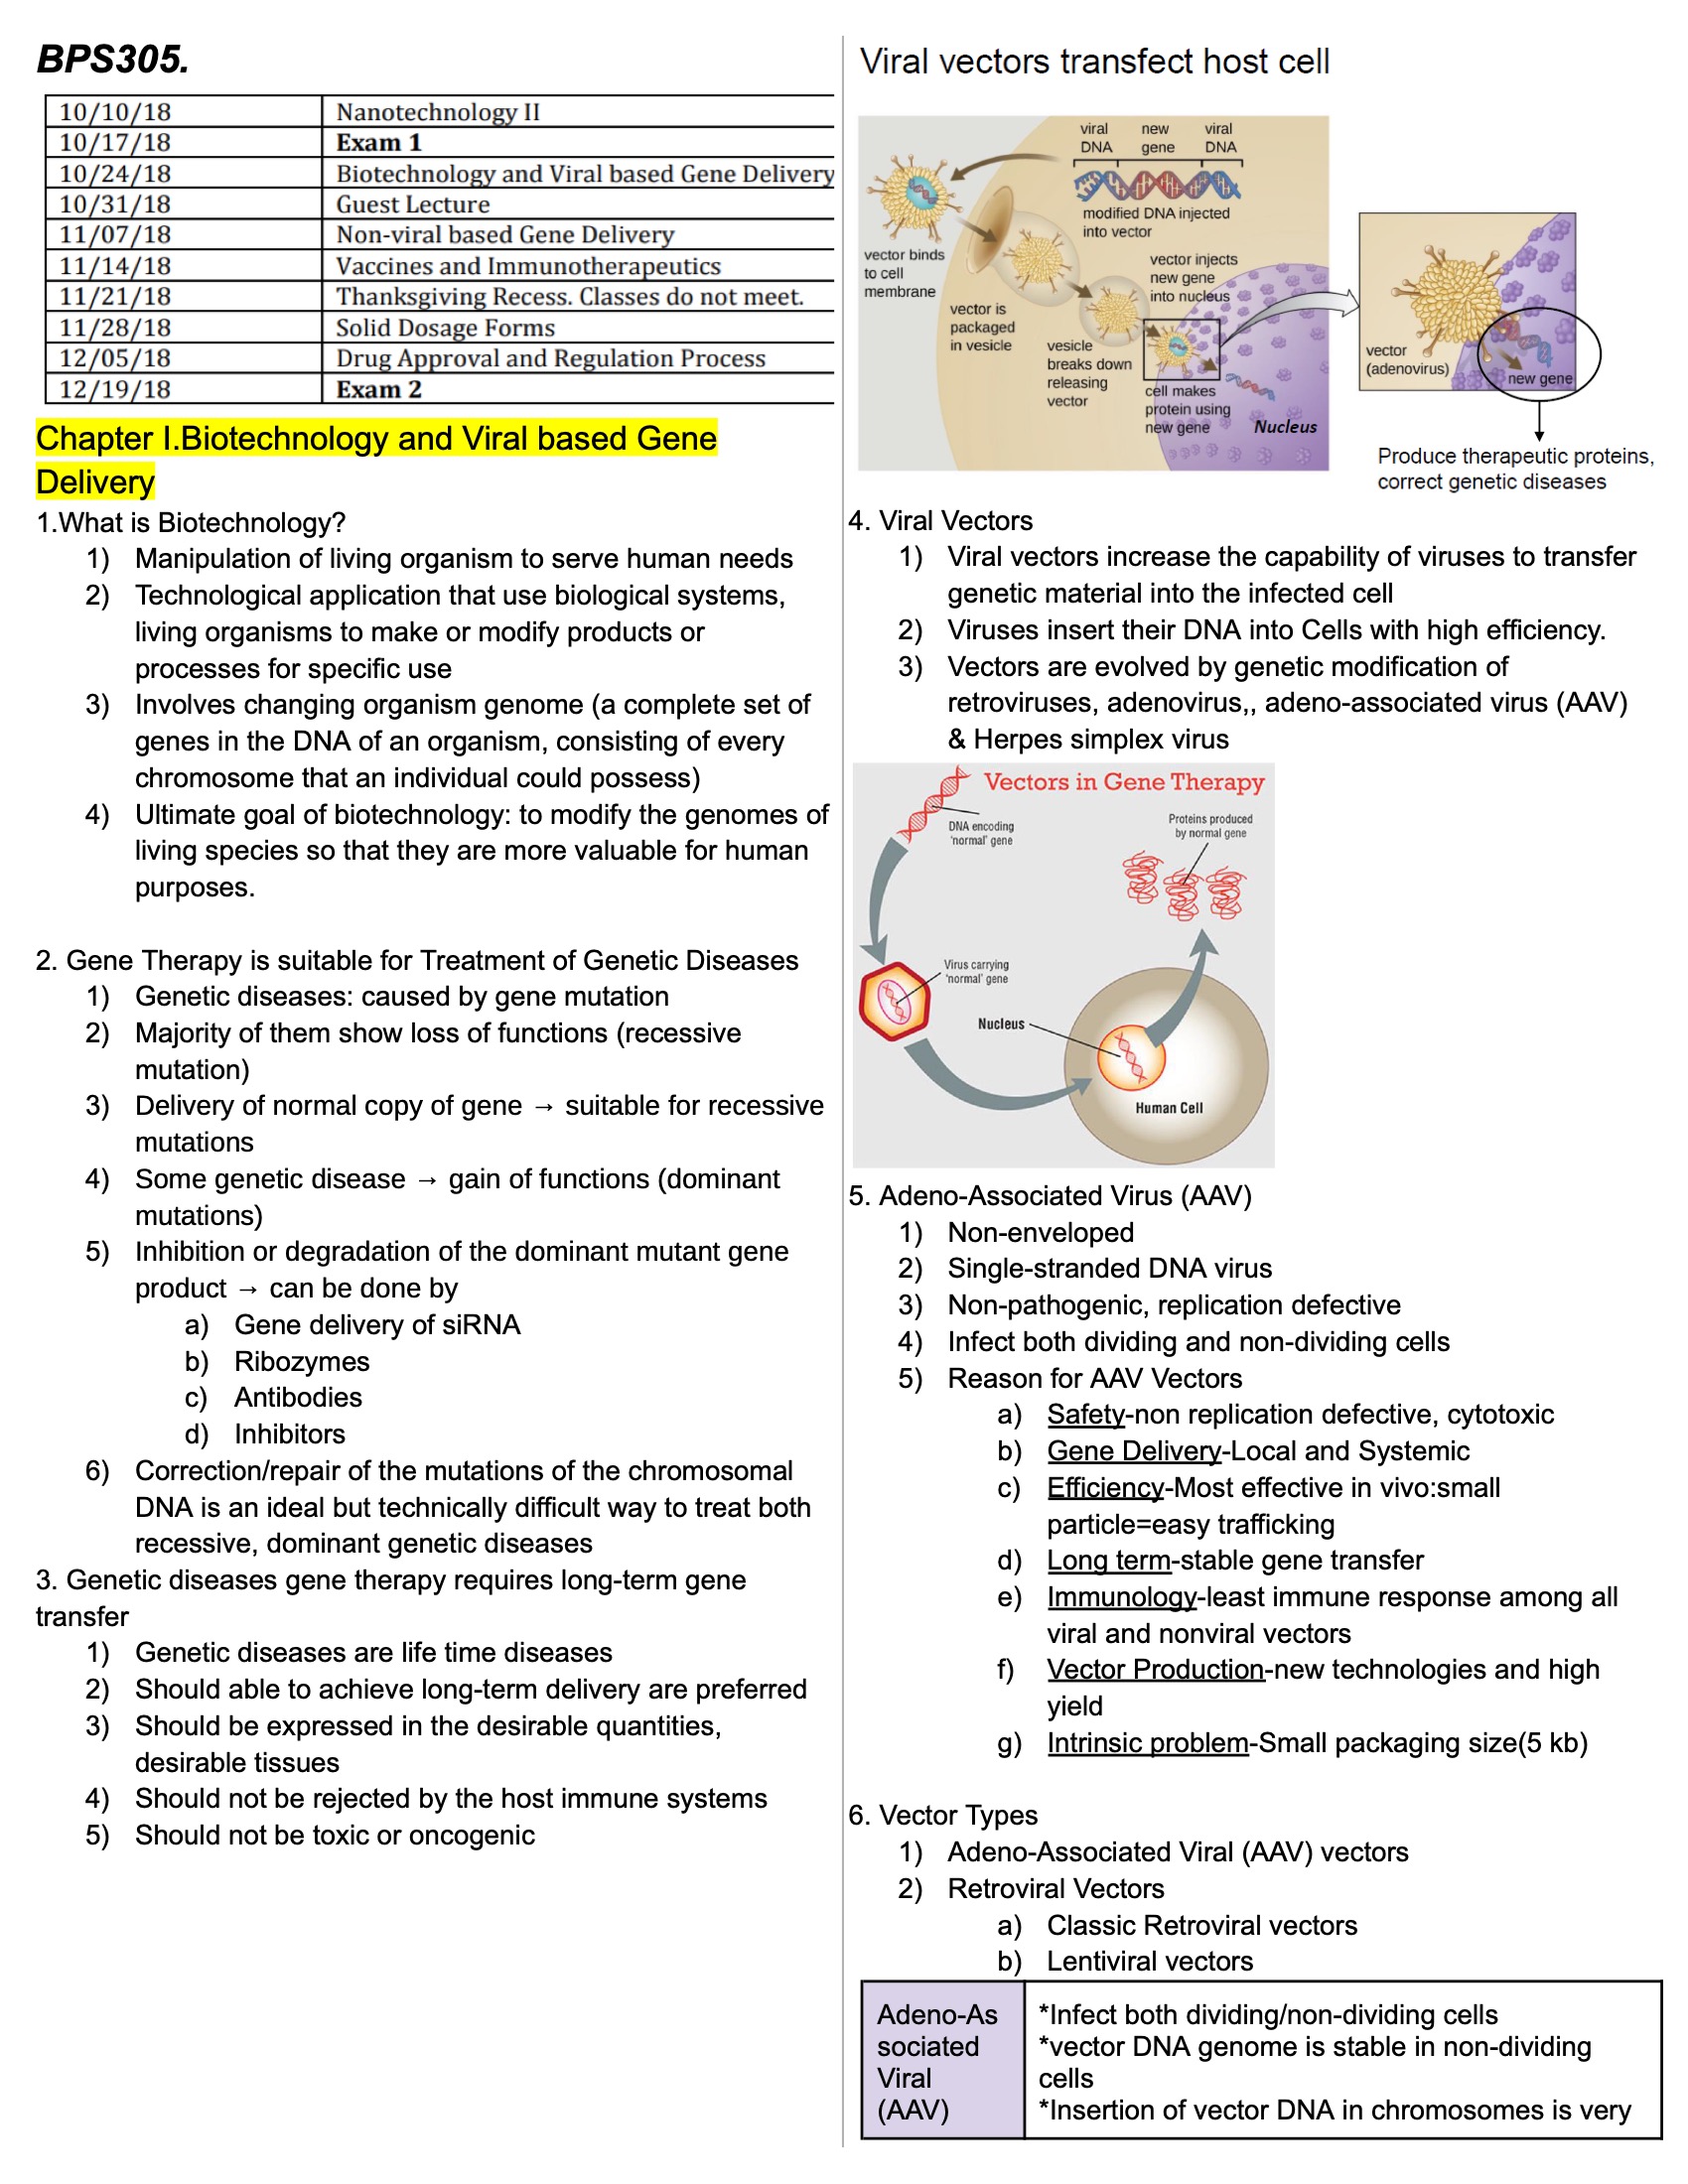 BPS305.
10/10/18 Nanotechnology II
10/17/18 Exam 1
10/24/18 Biotechnology and Viral based Gene Delivery
10/31/18 Guest Lecture
11/07/18 Non-viral based Gene Delivery
11/14/18 Vaccines and Immunotherapeutics
11/21/18 Thanksgiving Recess. Classes do not meet.
11/28/18 Solid Dosage Forms
12/05/18 Drug Approval and Regulation Process
12/19/18 Exam 2
Chapter I.Biotechnology and Viral based Gene
Delivery
1.What is Biotechnology?
1) Manipulation of living organism to serve human needs
2) Technological application that use biological systems,
living organisms to make or modify products or
processes for specific use
3) Involves changing organism genome (a complete set of
genes in the DNA of an organism, consisting of every
chromosome that an individual could possess)
4) Ultimate goal of biotechnology: to modify the genomes of
living species so that they are more valuable for human
purposes.
2. Gene Therapy is suitable for Treatment of Genetic Diseases
1) Genetic diseases: caused by gene mutation
2) Majority of them show loss of functions (recessive
mutation)
3) Delivery of normal copy of gene → suitable for recessive
mutations
4) Some genetic disease → gain of functions (dominant
mutations)
5) Inhibition or degradation of the dominant mutant gene
product → can be done by
a) Gene delivery of siRNA
b) Ribozymes
c) Antibodies
d) Inhibitors
6) Correction/repair of the mutations of the chromosomal
DNA is an ideal but technically difficult way to treat both
recessive, dominant genetic diseases
3. Genetic diseases gene therapy requires long-term gene
transfer
1) Genetic diseases are life time diseases
2) Should able to achieve long-term delivery are preferred
3) Should be expressed in the desirable quantities,
desirable tissues
4) Should not be rejected by the host immune systems
5) Should not be toxic or oncogenic
Viral vectors transfect host cell
viral
DNA
new
gene
viral
DNA
modified DNA injected
into vector
vector binds
to cell
membrane
vector is
packaged
in vesicle
vesicle
breaks down
releasing
vector
vector injects
new gene
into nucleus
cell makes
protein using
new gene
Nucleus
vector
(adenovirus)
new gene
Produce therapeutic proteins,
correct genetic diseases
4. Viral Vectors
1) Viral vectors increase the capability of viruses to transfer
genetic material into the infected cell
2) Viruses insert their DNA into Cells with high efficiency.
3) Vectors are evolved by genetic modification of
retroviruses, adenovirus,, adeno-associated virus (AAV)
& Herpes simplex virus
Vectors in Gene Therapy
DNA encoding
'normal' gene
Proteins produced
by normal gene
Virus carrying
'normal' gene
Nucleus
Human Cell
5. Adeno-Associated Virus (AAV)
1) Non-enveloped
2) Single-stranded DNA virus
3) Non-pathogenic, replication defective
4) Infect both dividing and non-dividing cells
5) Reason for AAV Vectors
a) Safety-non replication defective, cytotoxic
b) Gene Delivery-Local and Systemic
c) Efficiency-Most effective in vivo:small
particle=easy trafficking
d) Long term-stable gene transfer
e) Immunology-least immune response among all
viral and nonviral vectors
f) Vector Production-new technologies and high
yield
g) Intrinsic problem-Small packaging size(5 kb)
6. Vector Types
1) Adeno-Associated Viral (AAV) vectors
2) Retroviral Vectors
a) Classic Retroviral vectors
b) Lentiviral vectors
Adeno-As
sociated
Viral
(AAV)
*Infect both dividing/non-dividing cells
*vector DNA genome is stable in non-dividing
cells
*Insertion of vector DNA in chromosomes is very